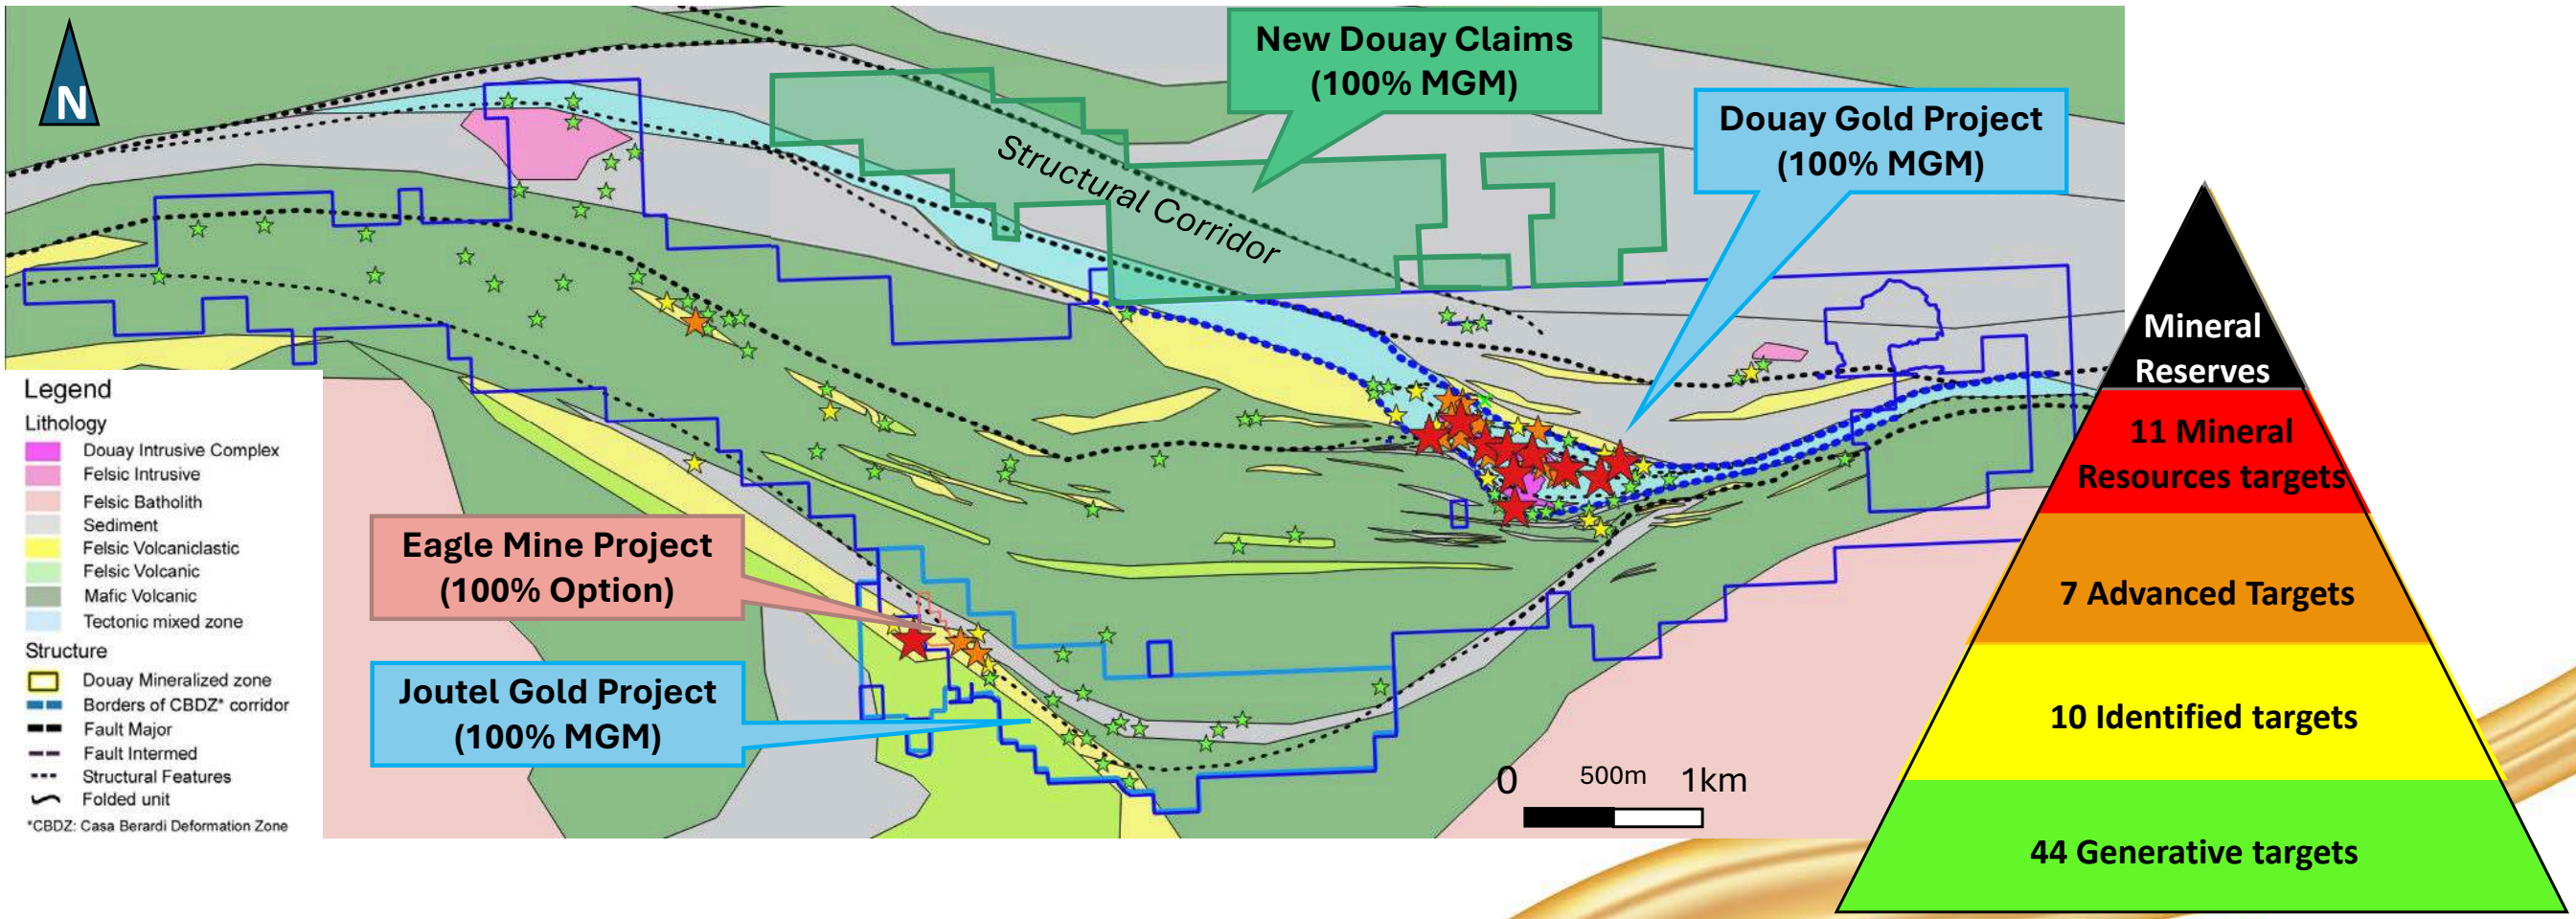 N
New Douay Claims
(100% MGM)
Douay Gold Project
(100% MGM)
Structural Corridor
Eagle Mine Project
(100% Option)
Joutel Gold Project
(100% MGM)
Legend
Lithology
Douay Intrusive Complex
Felsic Intrusive
Felsic Batholith
Sediment
Felsic Volcaniclastic
Felsic Volcanic
Mafic Volcanic
Tectonic mixed zone
Structure
Douay Mineralized zone
Borders of CBDZ* corridor
Fault Major
Fault Intermed
Structural Features
Folded unit
*CBDZ: Casa Berardi Deformation Zone
0 500m 1km
Mineral
Reserves
11 Mineral
Resources targets
7 Advanced Targets
10 Identified targets
44 Generative targets